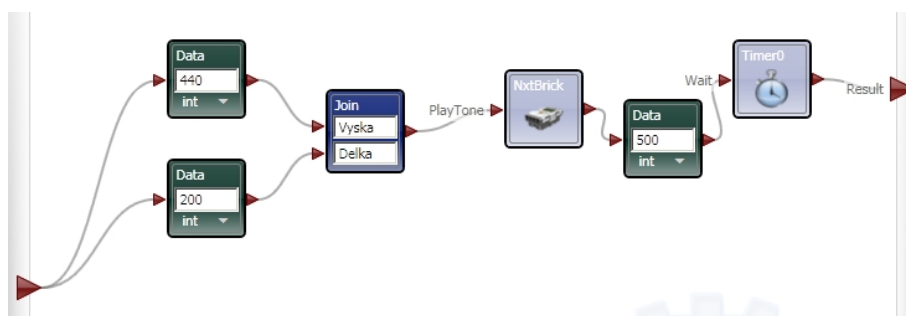 Data
440
int
Data
200
int
Join
Vyska
Delka
PlayTone
NxtBrick
Data
500
int
Wait
Timer0
Result